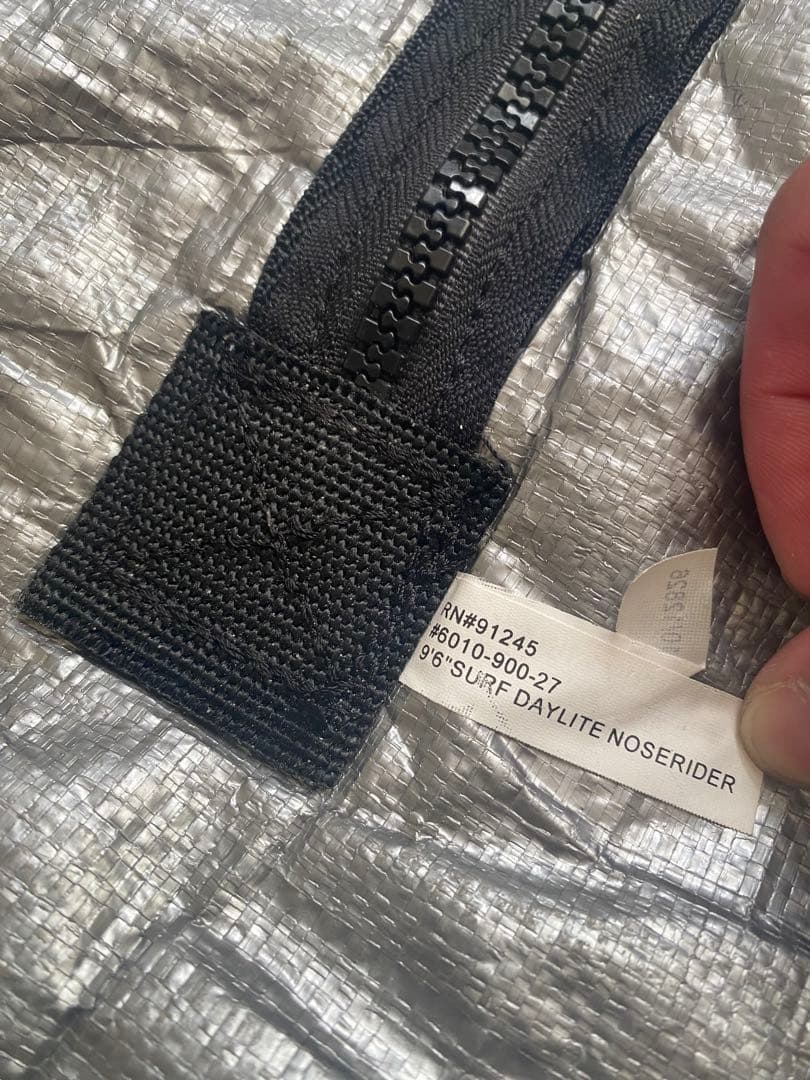 RN#91245
#6010-900-27
9'6"SURF DAYLITE NOSERIDER